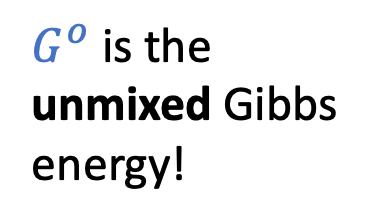 G° is the
unmixed Gibbs
energy!